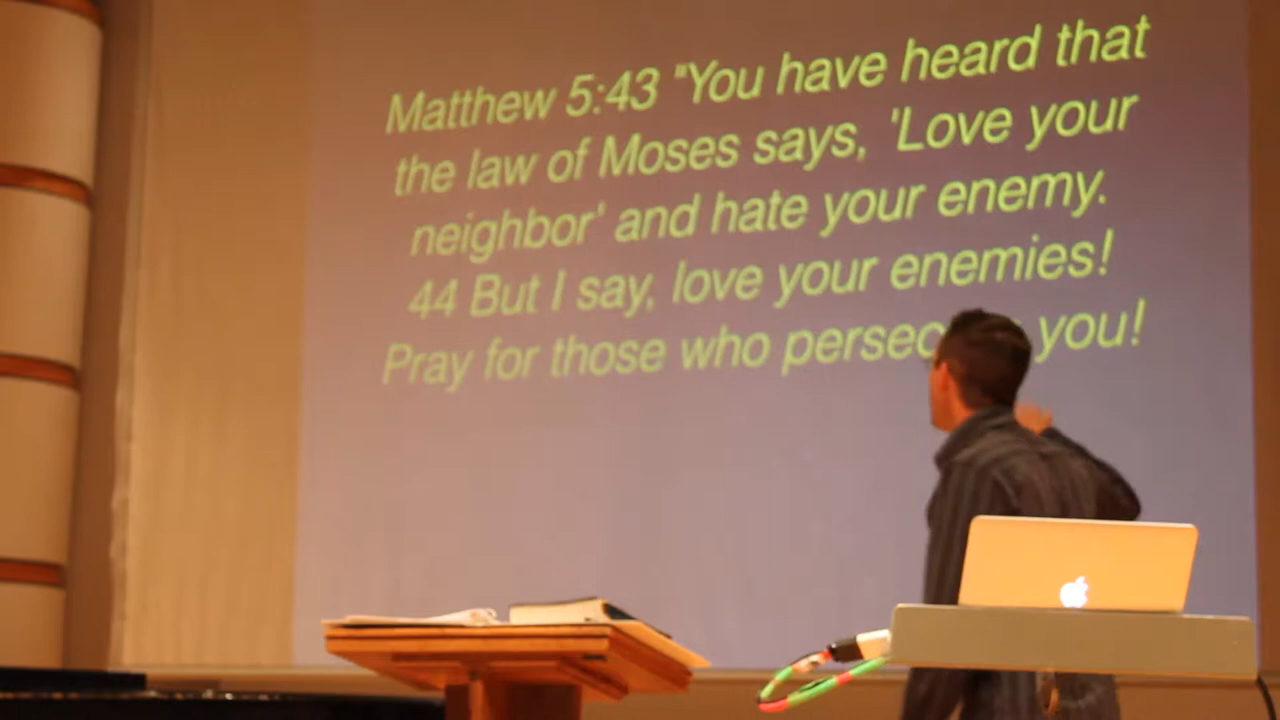 Matthew 5:43 "You have heard that
the law of Moses says, 'Love your
neighbor' and hate your enemy.
44 But I say, love your enemies!
Pray for those who you!